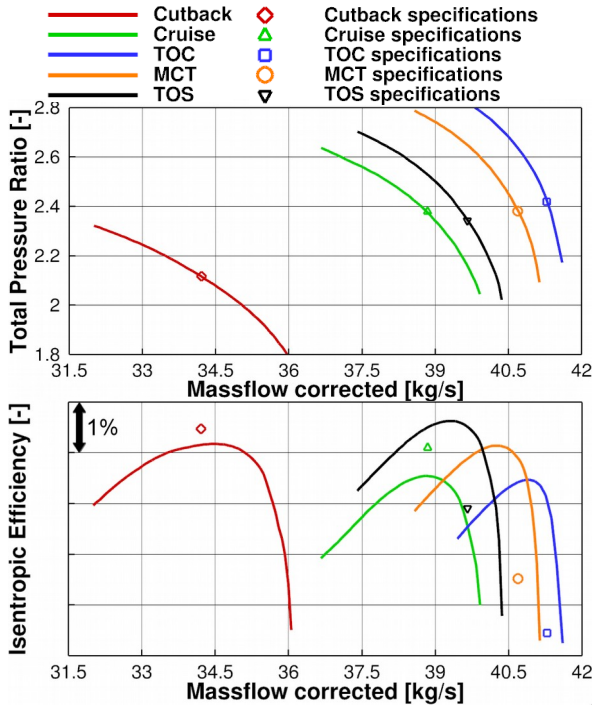 Cutback Cutback specifications
Cruise Cruise specifications
TOC TOC specifications
MCT MCT specifications
TOS TOS specifications
Total Pressure Ratio [-]
2.8
2.6
2.4
2.2
2
1.8
31.5 33 34.5 36 37.5 39 40.5 42
Massflow corrected [kg/s]
Isentropic Efficiency [-]
1%
31.5 33 34.5 36 37.5 39 40.5 42
Massflow corrected [kg/s]